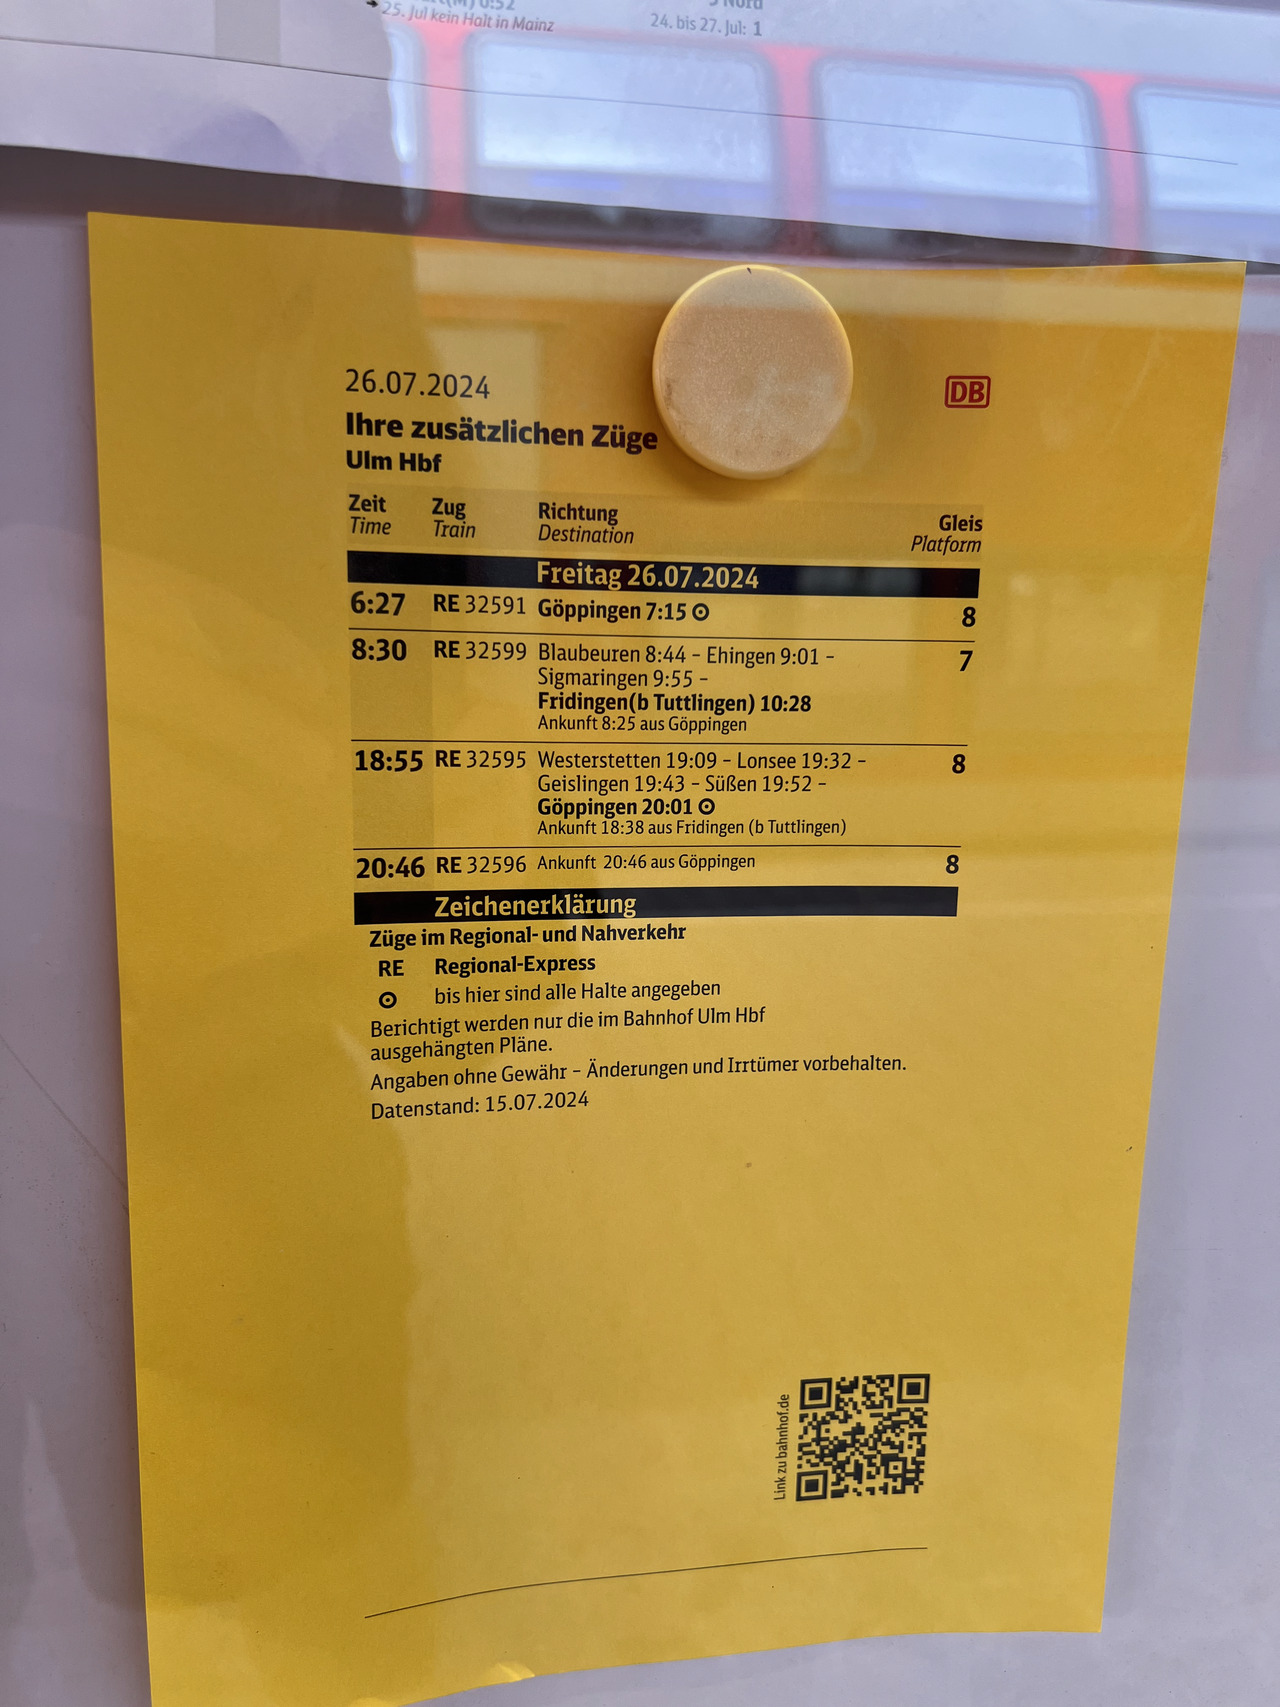 25. Jul kein Halt in Mainz
24. bis 27. Jul: 1
26.07.2024
DB
Ihre zusätzlichen Züge
Ulm Hbf
Zeit Zug Richtung Gleis
Time Train Destination Platform
Freitag 26.07.2024
6:27 RE 32591 Göppingen 7:15 ⊙ 8
8:30 RE 32599 Blaubeuren 8:44 – Ehingen 9:01 – 7
Sigmaringen 9:55 –
Fridingen(b Tuttlingen) 10:28
Ankunft 8:25 aus Göppingen
18:55 RE 32595 Westerstetten 19:09 – Lonsee 19:32 – 8
Geislingen 19:43 – Süßen 19:52 –
Göppingen 20:01 ⊙
Ankunft 18:38 aus Fridingen (b Tuttlingen)
20:46 RE 32596 Ankunft 20:46 aus Göppingen 8
Zeichenerklärung
Züge im Regional- und Nahverkehr
RE Regional-Express
⊙ bis hier sind alle Halte angegeben
Berichtigt werden nur die im Bahnhof Ulm Hbf
ausgehängten Pläne.
Angaben ohne Gewähr – Änderungen und Irrtümer vorbehalten.
Datenstand: 15.07.2024
Link zu bahnhof.de